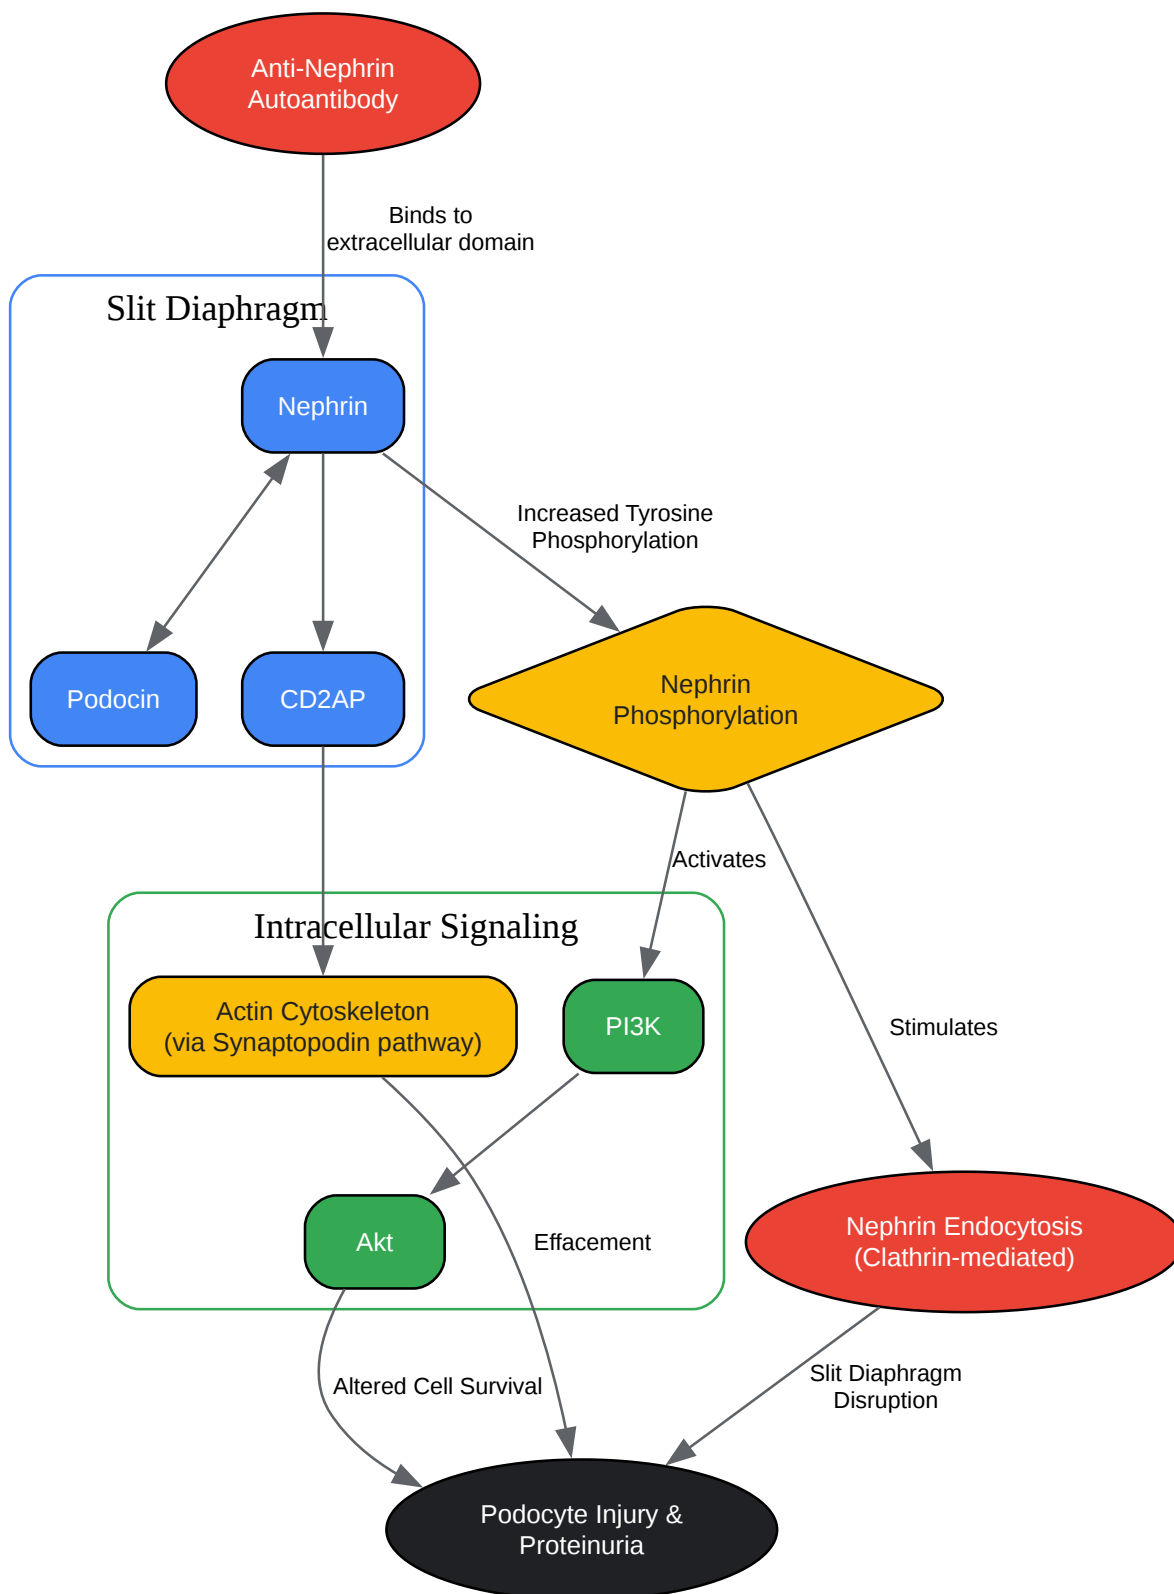 Anti-Nephrin
Autoantibody
Binds to
extracellular domain
Slit Diaphragm
Nephrin
Increased Tyrosine
Phosphorylation
Podocin
CD2AP
Nephrin
Phosphorylation
Activates
Intracellular Signaling
Actin Cytoskeleton
(via Synaptopodin pathway)
PI3K
Stimulates
Akt
Effacement
Nephrin Endocytosis
(Clathrin-mediated)
Altered Cell Survival
Slit Diaphragm
Disruption
Podocyte Injury &
Proteinuria